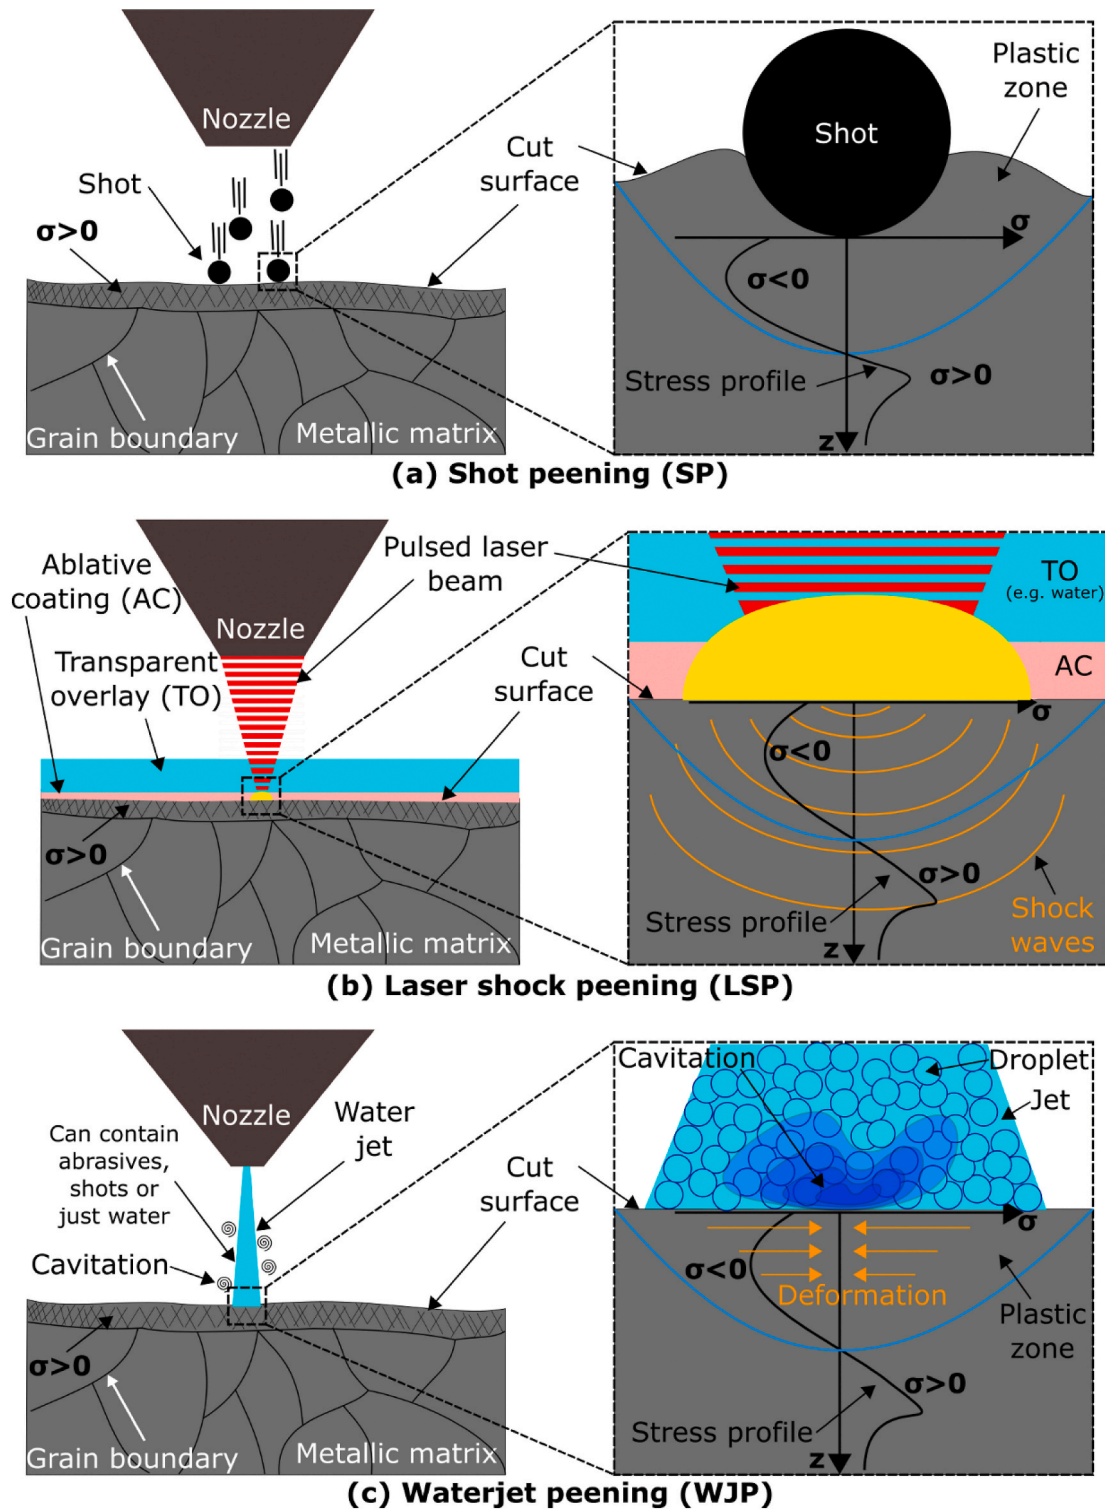 Nozzle
Shot
σ>0
Cut
surface
Grain boundary
Metallic matrix
Shot
Plastic
zone
σ
σ<0
Stress profile
σ>0
z
(a) Shot peening (SP)
Ablative
coating (AC)
Nozzle
Pulsed laser
beam
Transparent
overlay (TO)
Cut
surface
σ>0
Grain boundary
Metallic matrix
TO
(e.g. water)
AC
σ
σ<0
σ>0
Stress profile
Shock
waves
z
(b) Laser shock peening (LSP)
Nozzle
Can contain
abrasives,
shots or
just water
Water
jet
Cavitation
Cut
surface
σ>0
Grain boundary
Metallic matrix
Cavitation
Droplet
Jet
σ
σ<0
Deformation
Plastic
zone
σ>0
Stress profile
z
(c) Waterjet peening (WJP)